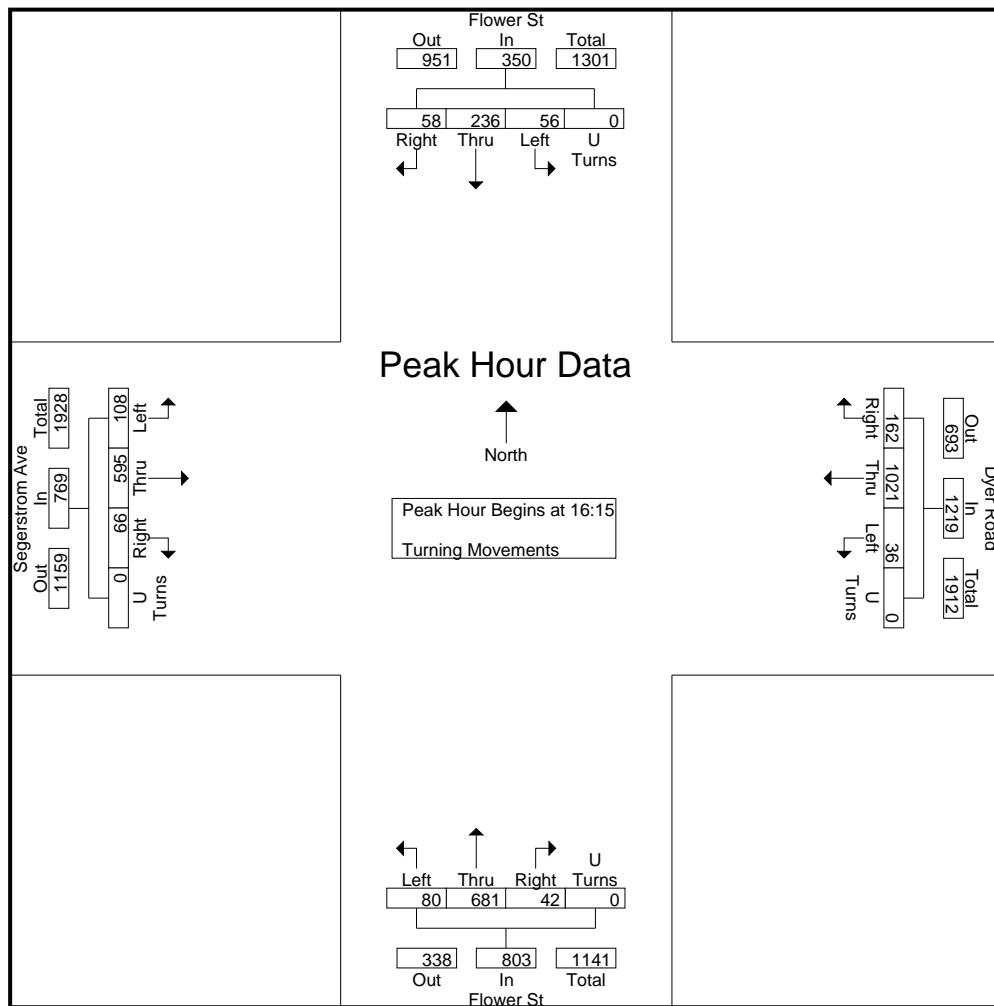 Flower St
Out In Total
951 350 1301
58 236 56 0
Right Thru Left U
Turns
Peak Hour Data
North
Peak Hour Begins at 16:15
Turning Movements
Segerstrom Ave
Out In Total
1159 769 1928
0 66 595 108
U Right Thru Left
Turns
Dyer Road
Out In Total
693 1219 1912
162 1021 36 0
Right Thru Left U
Turns
U
Left Thru Right Turns
80 681 42 0
338 803 1141
Out In Total
Flower St